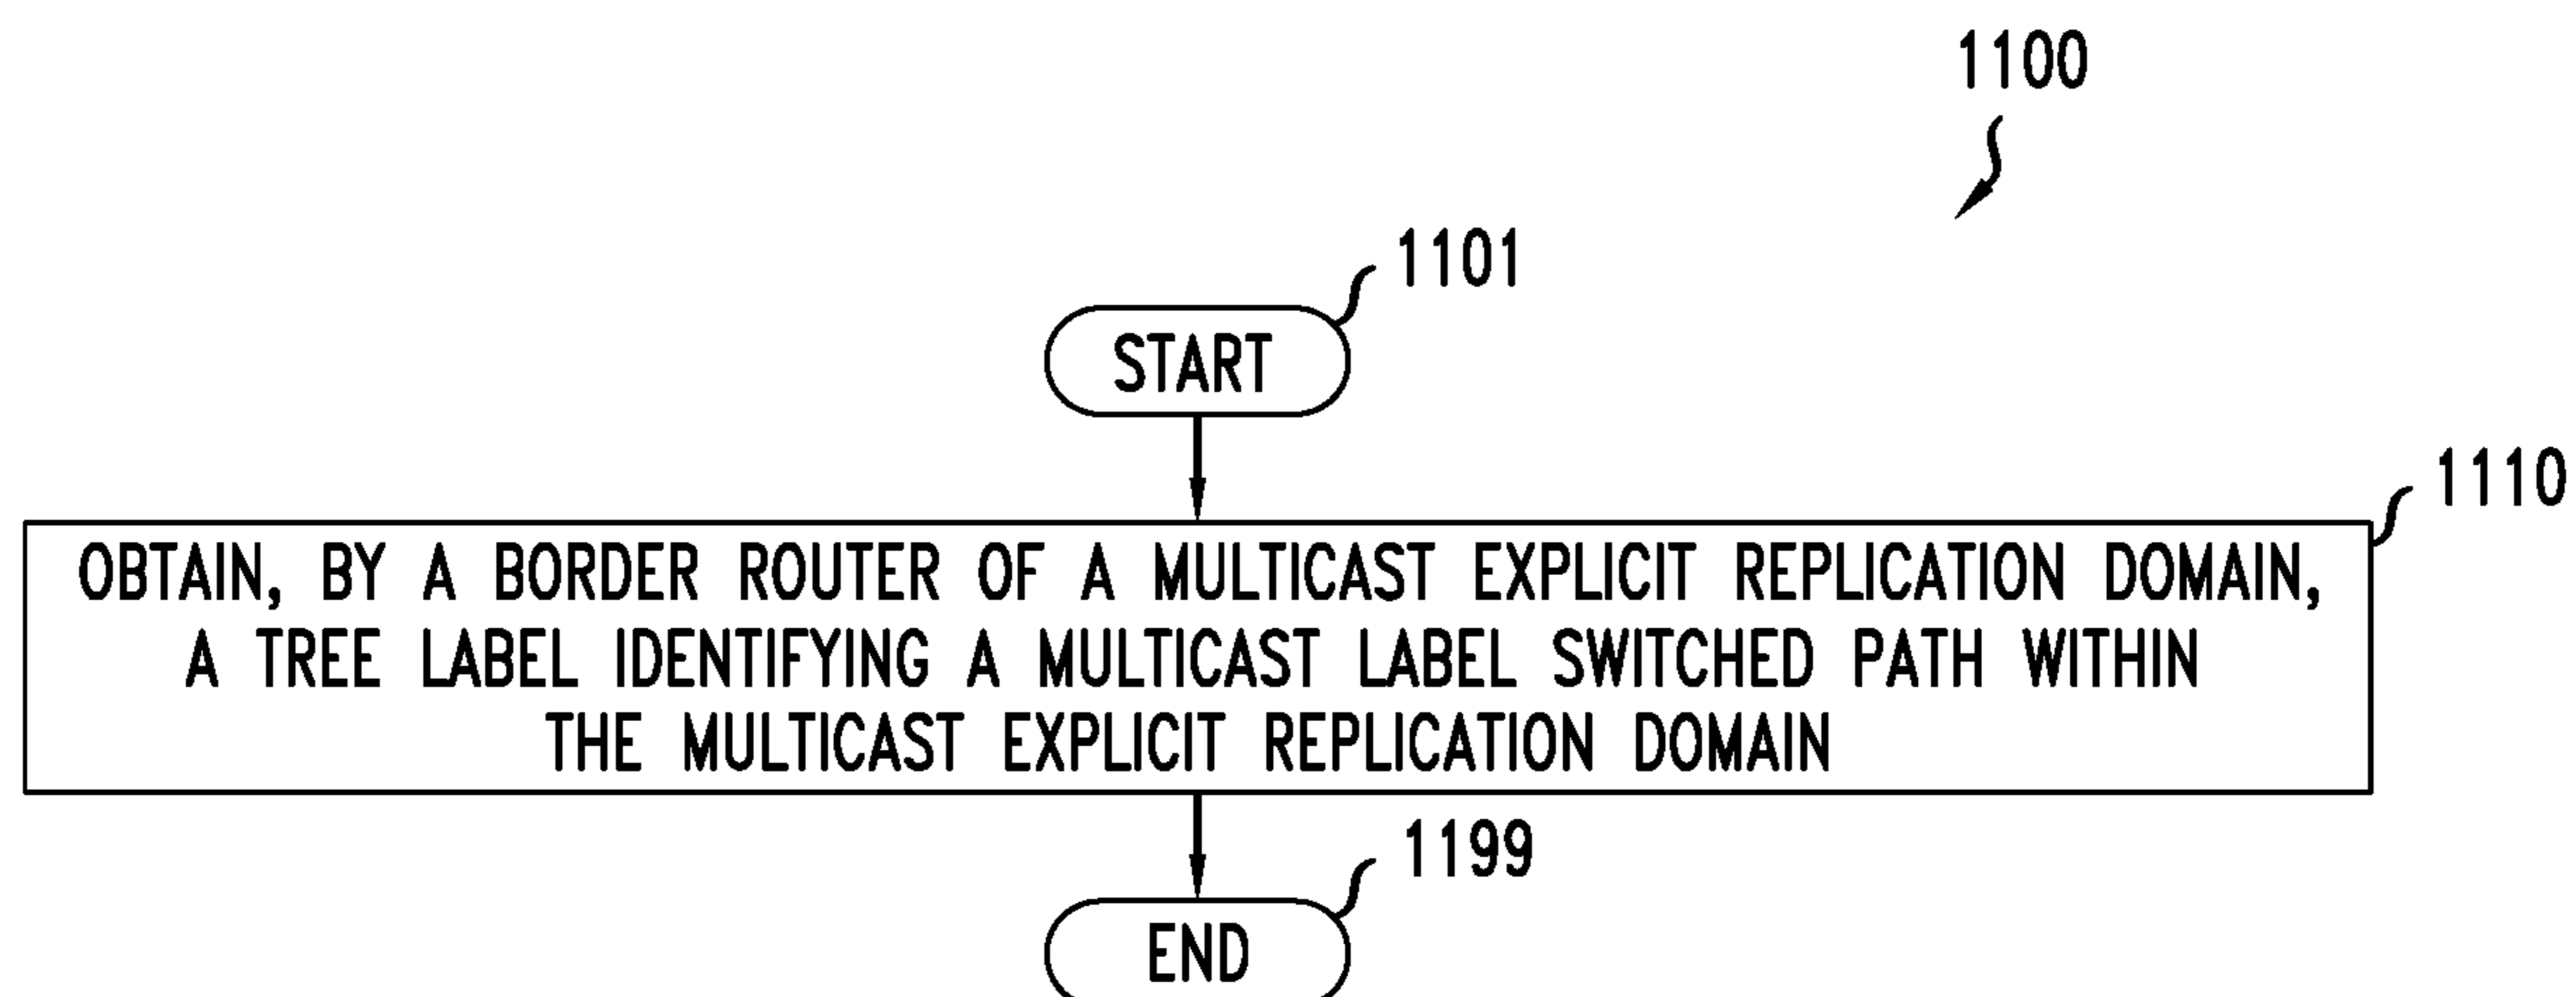 1100
1101
START
1110
OBTAIN, BY A BORDER ROUTER OF A MULTICAST EXPLICIT REPLICATION DOMAIN,
A TREE LABEL IDENTIFYING A MULTICAST LABEL SWITCHED PATH WITHIN
THE MULTICAST EXPLICIT REPLICATION DOMAIN
1199
END